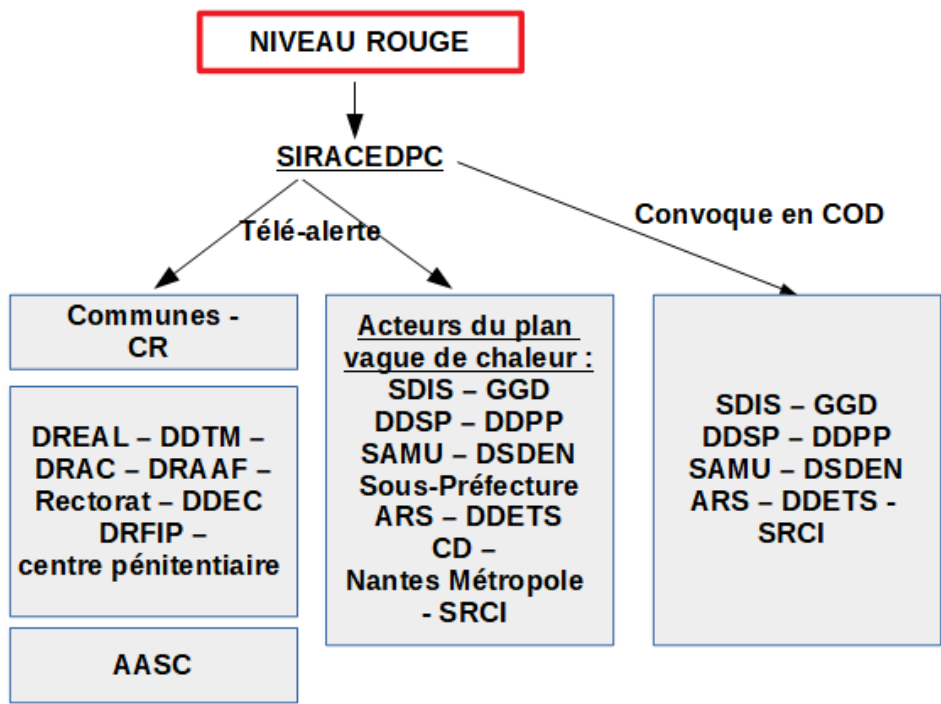 NIVEAU ROUGE
SIRACEDPC
Télé-alerte
Convoque en COD
Communes -
CR
DREAL – DDTM –
DRAC – DRAAF –
Rectorat – DDEC
DRFIP –
centre pénitentiaire
AASC
Acteurs du plan
vague de chaleur :
SDIS – GGD
DDSP – DDPP
SAMU – DSDEN
Sous-Préfecture
ARS – DDETS
CD –
Nantes Métropole
- SRCI
SDIS – GGD
DDSP – DDPP
SAMU – DSDEN
ARS – DDETS -
SRCI